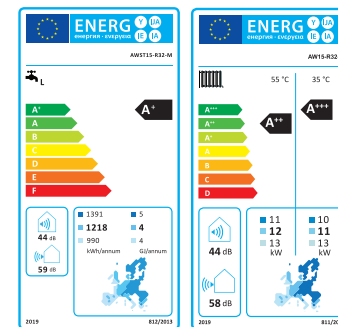 ENERG Y IJA
енергия · ενεργεια IE IA
AWST15-R32-M
L
A+
A
B
C
D
E
F
A+
44 dB
59 dB
1391 5
1218 4
990 4
kWh/annum GJ/annum
2019 812/2013
ENERG Y IJA
енергия · ενεργεια IE IA
AW15-R32-
55 °C 35 °C
A+++
A++
A+
A
B
C
D
A++
A+++
44 dB
58 dB
11 10
12 11
13 13
kW kW
2019 811/20